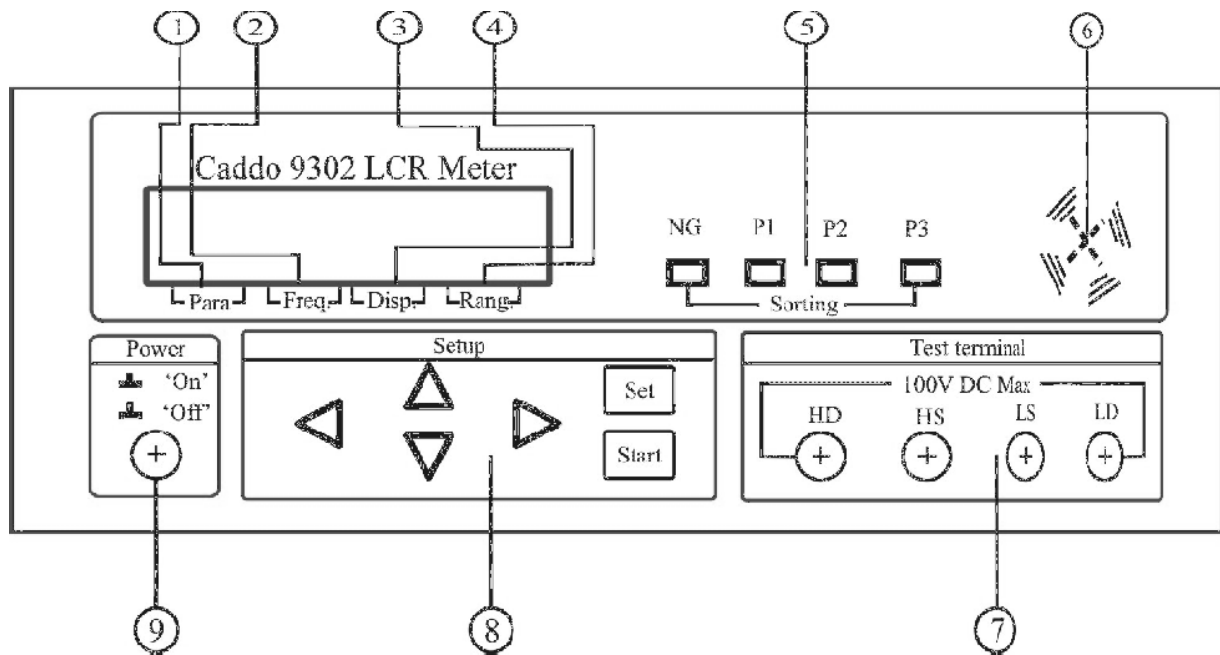 1 2 3 4 5 6
Caddo 9302 LCR Meter
NG P1 P2 P3
Para Freq. Disp. Rang.
Sorting
Power
'On'
'Off'
Setup
Set
Start
Test terminal
100V DC Max
HD HS LS LD
9 8 7